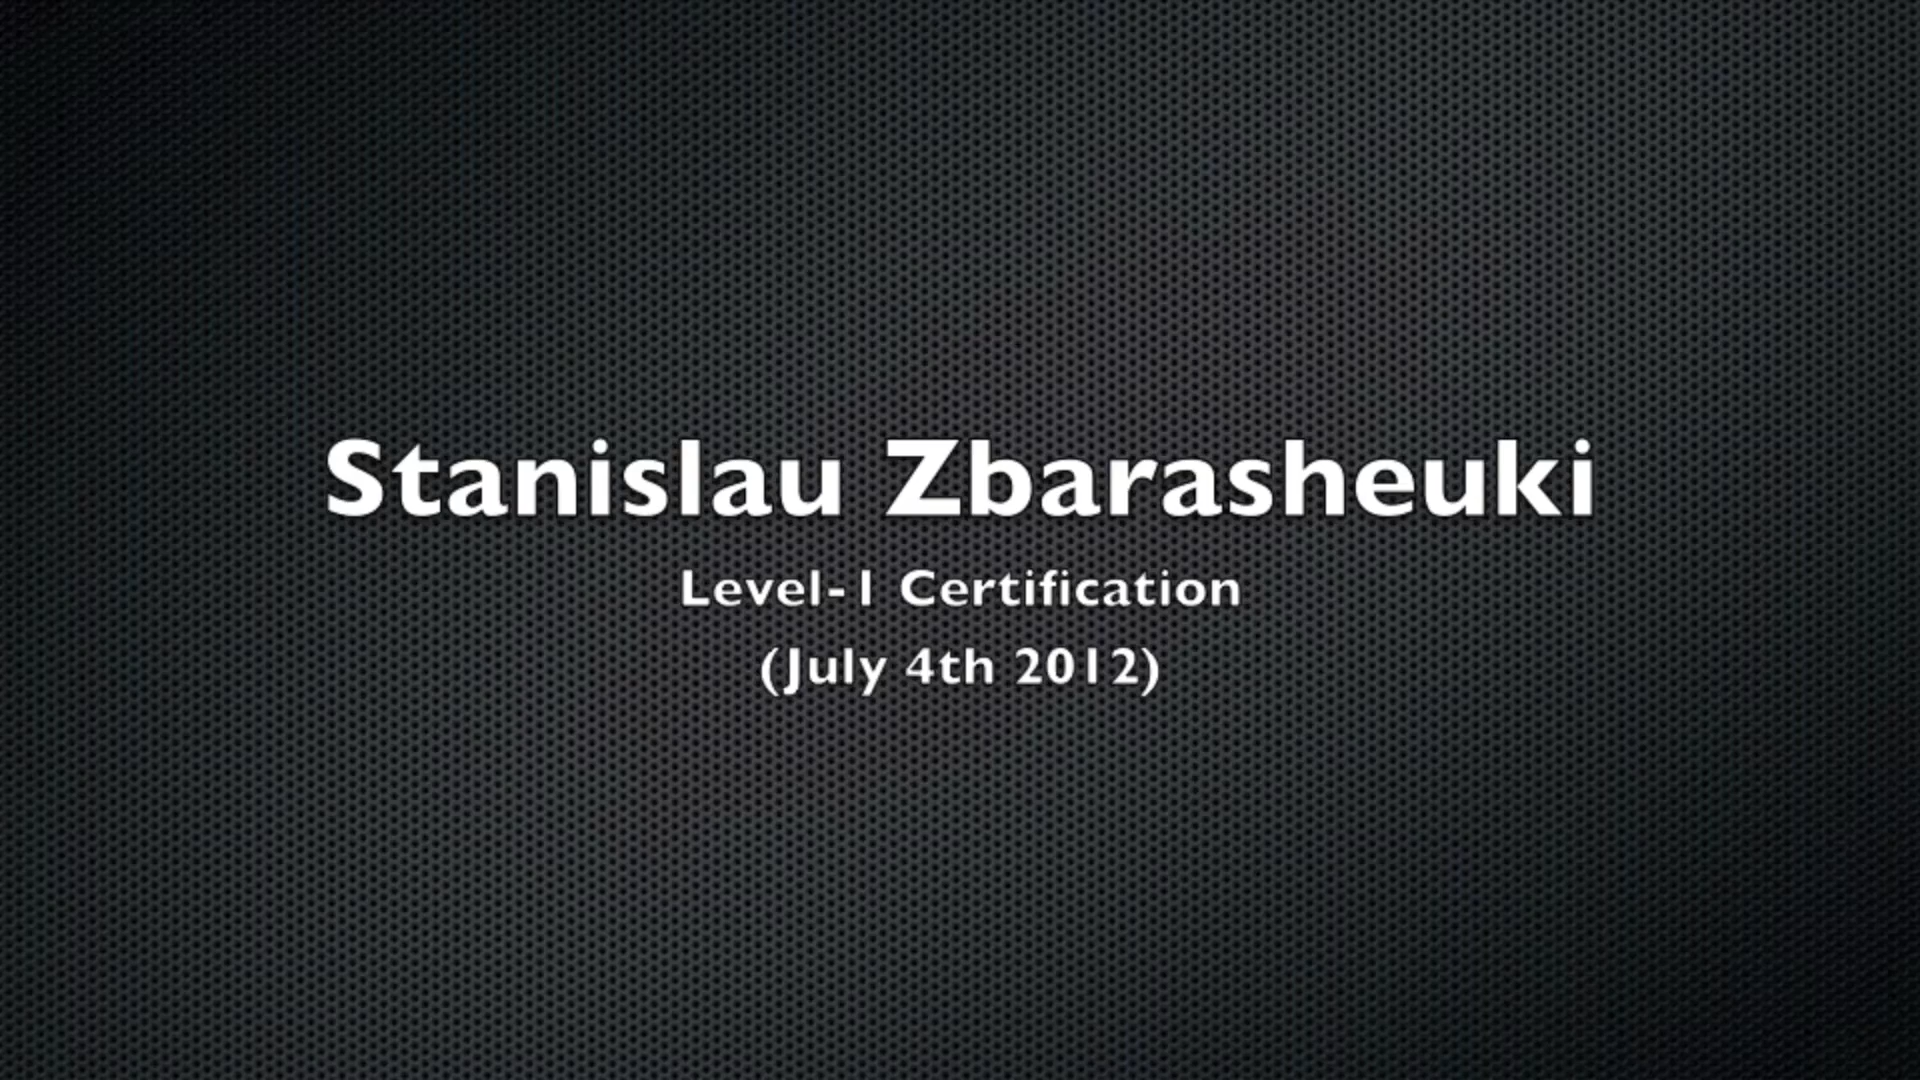 Stanislau Zbarasheuki
Level-1 Certification
(July 4th 2012)